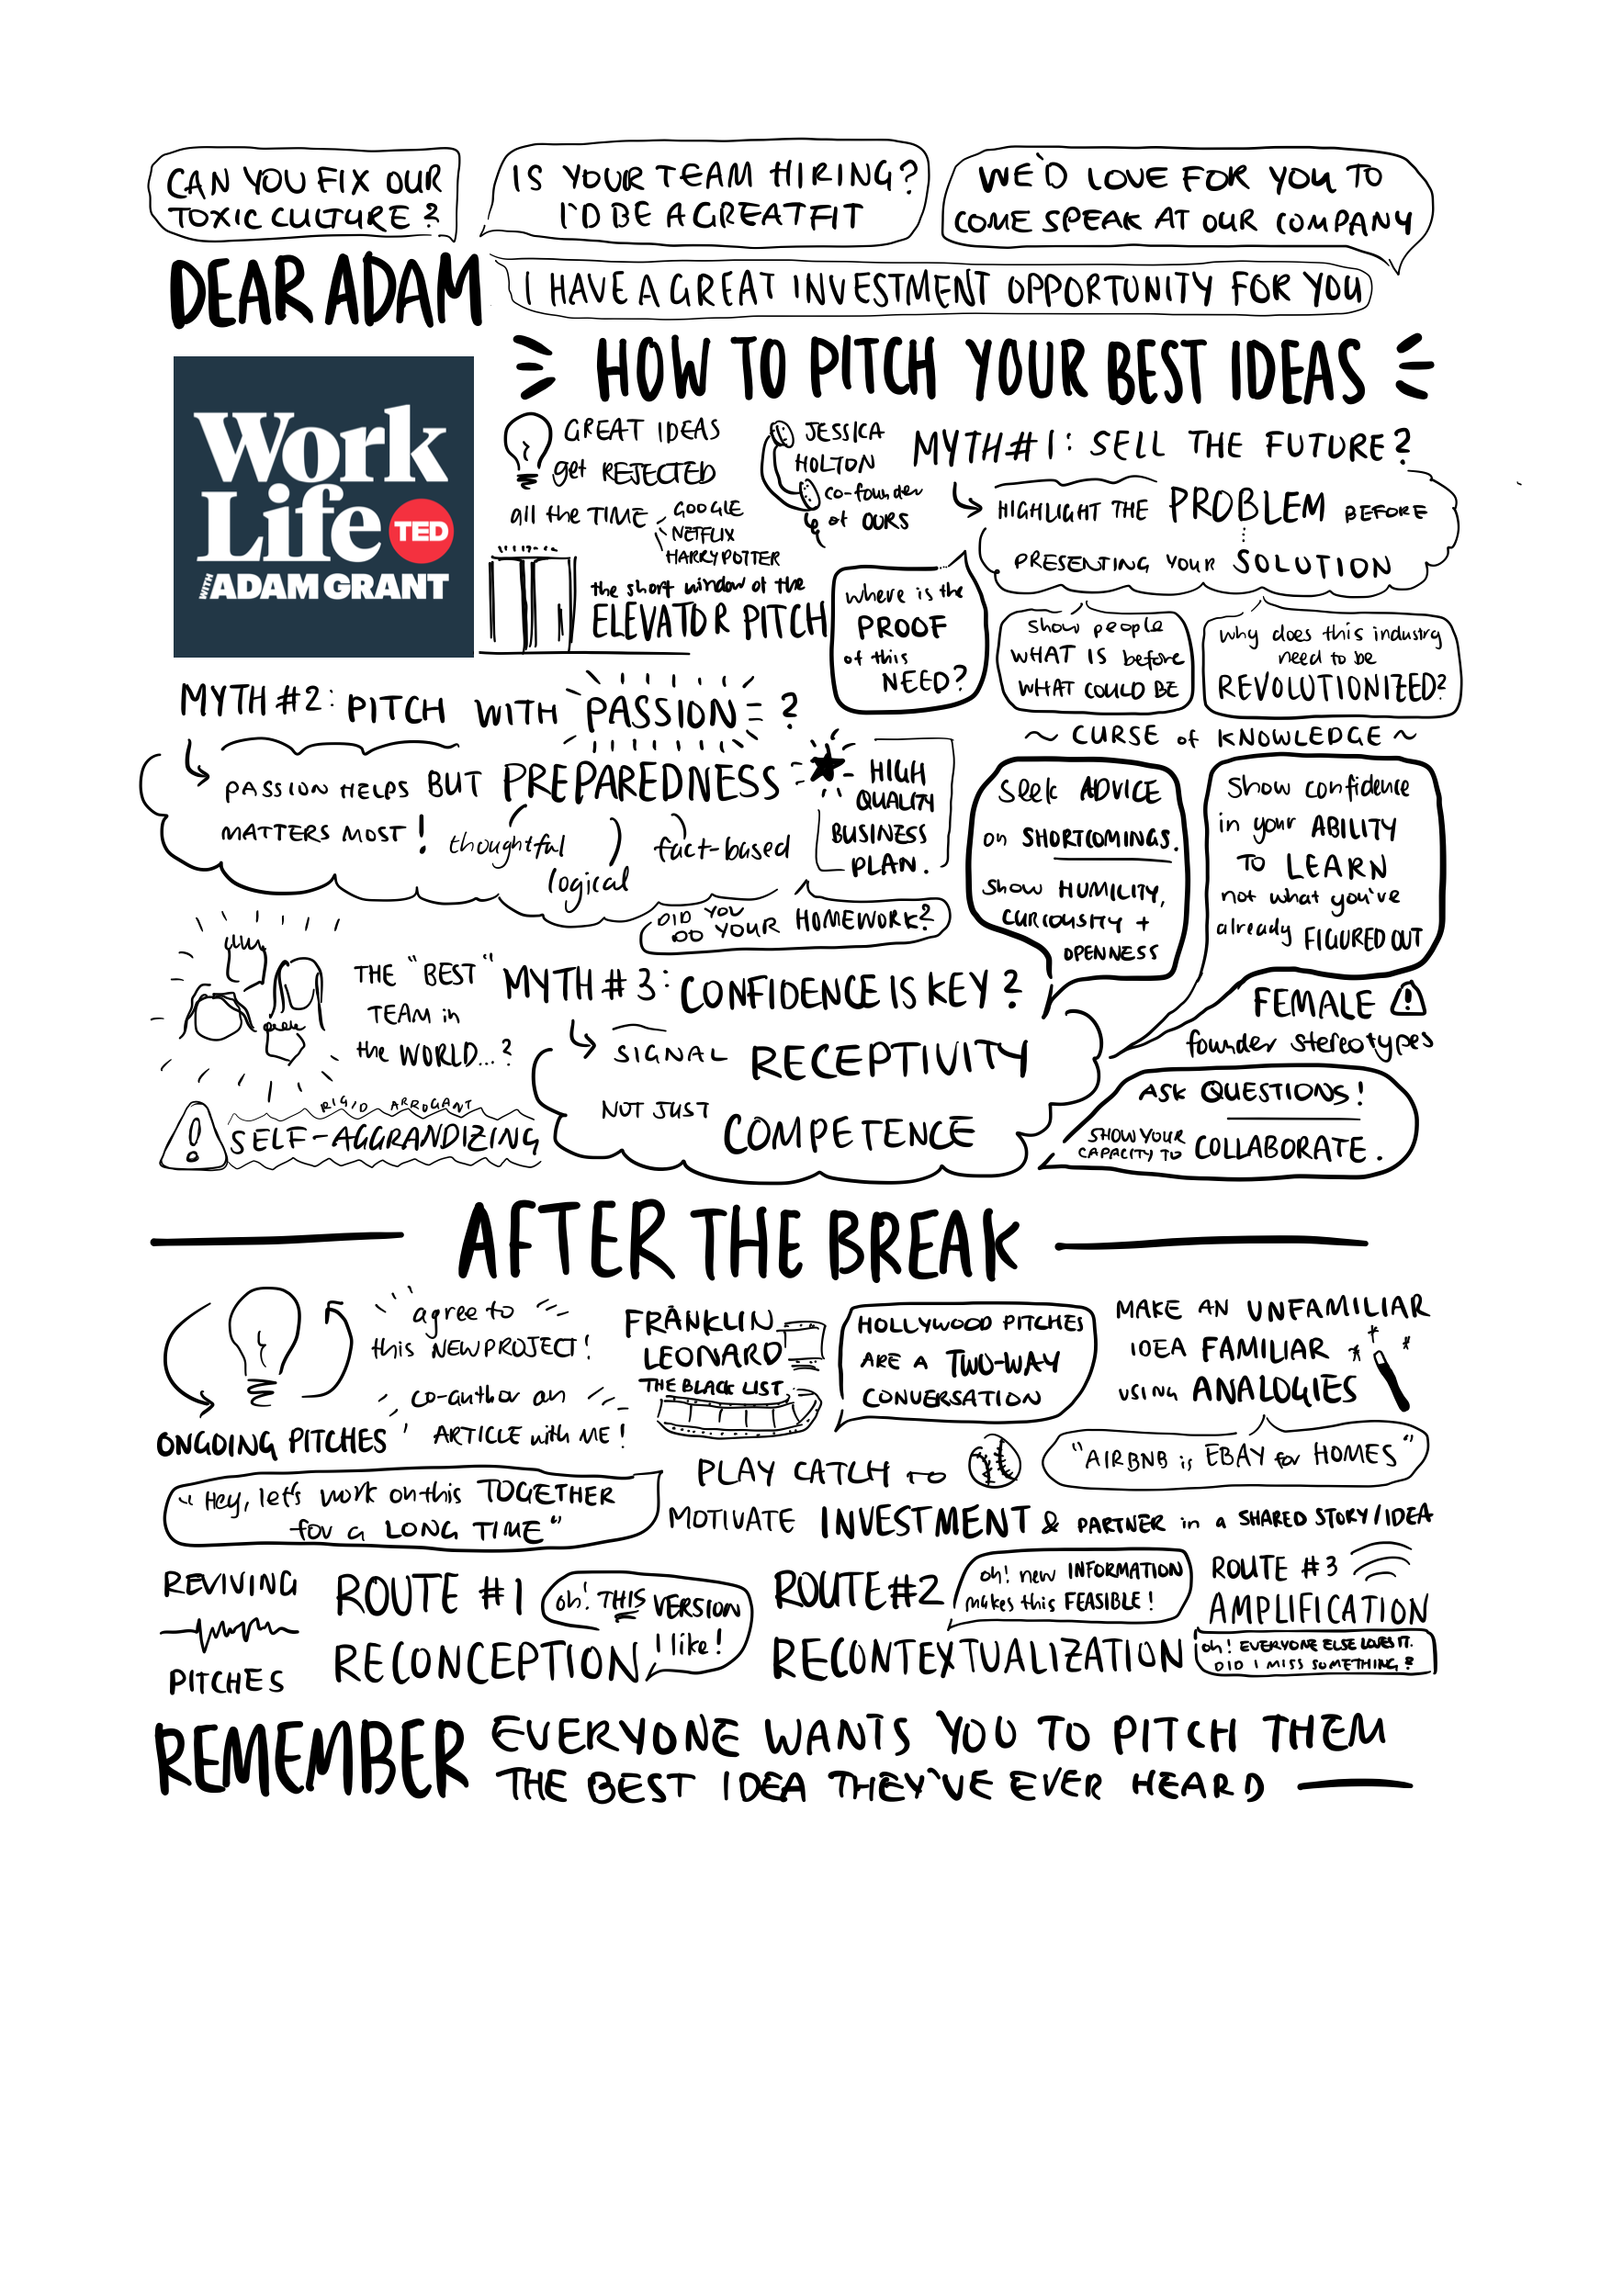 CAN YOU FIX OUR
TOXIC CULTURE?
IS YOUR TEAM HIRING?
I'D BE A GREAT FIT
WE'D LOVE FOR YOU TO
COME SPEAK AT OUR COMPANY
DEAR ADAM
I HAVE A GREAT INVESTMENT OPPORTUNITY FOR YOU
HOW TO PITCH YOUR BEST IDEAS
Work
Life
TED
WITH ADAM GRANT
GREAT IDEAS
get REJECTED
all the TIME
GOOGLE
NETFLIX
HARRY POTTER
JESSICA
HOLTON
co-founder
of OURS
the short window of the
ELEVATOR PITCH
MYTH #1: SELL THE FUTURE?
HIGHLIGHT THE PROBLEM BEFORE
PRESENTING YOUR SOLUTION
where is the
PROOF
of this
NEED?
Show people
WHAT IS before
WHAT COULD BE
why does this industry
need to be
REVOLUTIONIZED?
~ CURSE of KNOWLEDGE ~
MYTH #2: PITCH WITH PASSION?
PASSION HELPS BUT PREPAREDNESS
MATTERS MOST!
thoughtful
logical
fact-based
HIGH
QUALITY
BUSINESS
PLAN.
DID YOU
DO YOUR HOMEWORK?
Seek ADVICE
on SHORTCOMINGS.
Show HUMILITY,
CURIOUSITY +
OPENNESS
Show confidence
in your ABILITY
TO LEARN
not what you've
already FIGURED OUT
THE "BEST"
TEAM in
the WORLD...?
MYTH #3: CONFIDENCE IS KEY?
SIGNAL RECEPTIVITY
NOT JUST
COMPETENCE
RIGID ARROGANT
SELF-AGGRANDIZING
FEMALE
founder stereotypes
ASK QUESTIONS!
SHOW YOUR
CAPACITY TO COLLABORATE.
AFTER THE BREAK
ONGOING PITCHES
agree to
this NEW PROJECT!
co-author an
ARTICLE with ME!
FRANKLIN
LEONARD
THE BLACK LIST
HOLLYWOOD PITCHES
ARE A TWO-WAY
CONVERSATION
MAKE AN UNFAMILIAR
IDEA FAMILIAR
USING ANALOGIES
"AIRBNB is EBAY for HOMES"
"Hey, let's work on this TOGETHER
for a LONG TIME"
PLAY CATCH TO
MOTIVATE INVESTMENT & PARTNER in a SHARED STORY/IDEA
REVIVING
PITCHES
ROUTE #1
RECONCEPTION
oh! THIS VERSION
I like!
ROUTE #2
RECONTEXTUALIZATION
oh! new INFORMATION
makes this FEASIBLE!
ROUTE #3
AMPLIFICATION
oh! EVERYONE ELSE LOVES IT.
DID I MISS SOMETHING?
REMEMBER
EVERYONE WANTS YOU TO PITCH THEM
THE BEST IDEA THEY'VE EVER HEARD